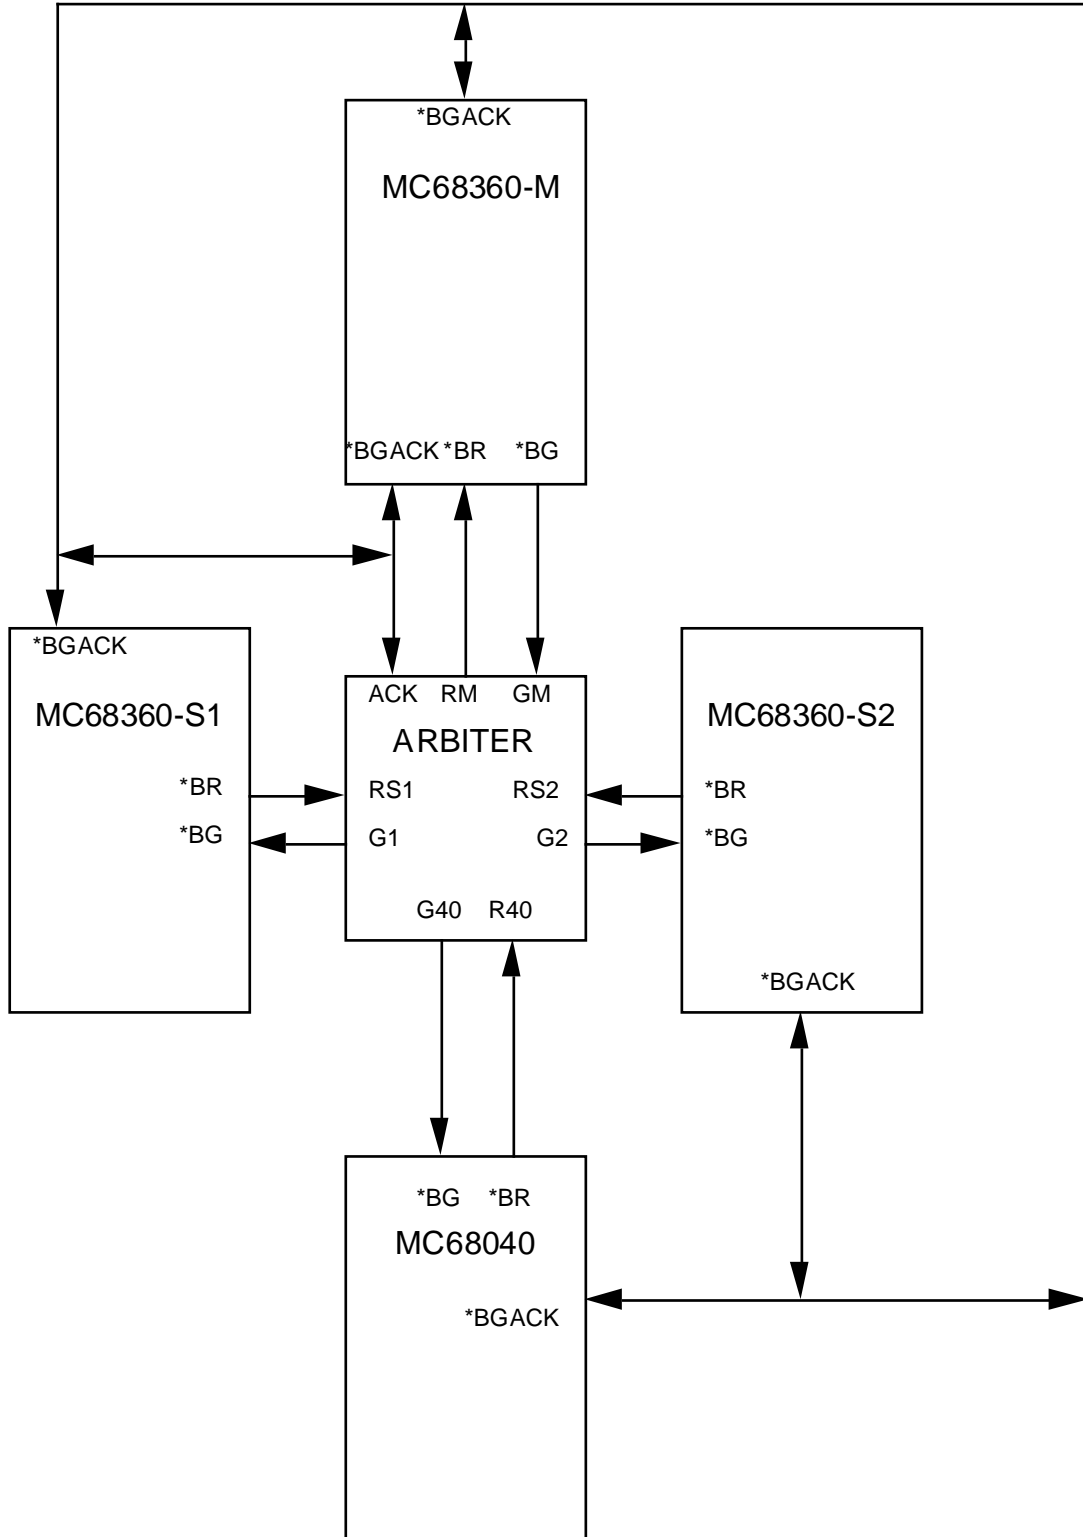 *BGACK
MC68360-M
*BGACK *BR *BG
*BGACK
MC68360-S1
*BR
*BG
ACK RM GM
ARBITER
RS1 RS2
G1 G2
G40 R40
MC68360-S2
*BR
*BG
*BGACK
*BG *BR
MC68040
*BGACK